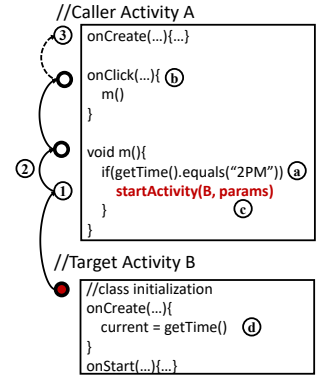 //Caller Activity A
③ onCreate(…){…}
onClick(…){ ⓑ
m()
}
②
void m(){
if(getTime().equals(“2PM”)) ⓐ
① startActivity(B, params)
} ⓒ
}
//Target Activity B
//class initialization
onCreate(…){
current = getTime() ⓓ
}
onStart(…){…}